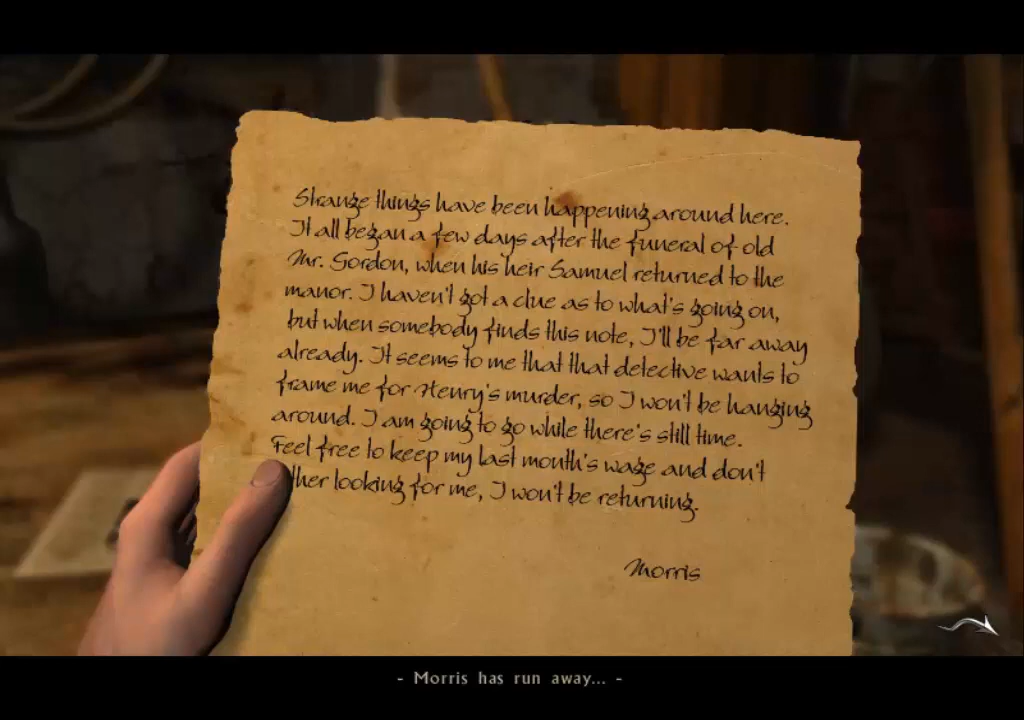 Strange things have been happening around here.
It all began a few days after the funeral of old
Mr. Gordon, when his heir Samuel returned to the
manor. I haven't got a clue as to what's going on,
but when somebody finds this note, I'll be far away
already. It seems to me that that detective wants to
frame me for Henry's murder, so I won't be hanging
around. I am going to go while there's still time.
Feel free to keep my last month's wage and don't
ther looking for me, I won't be returning.
Morris
- Morris has run away... -